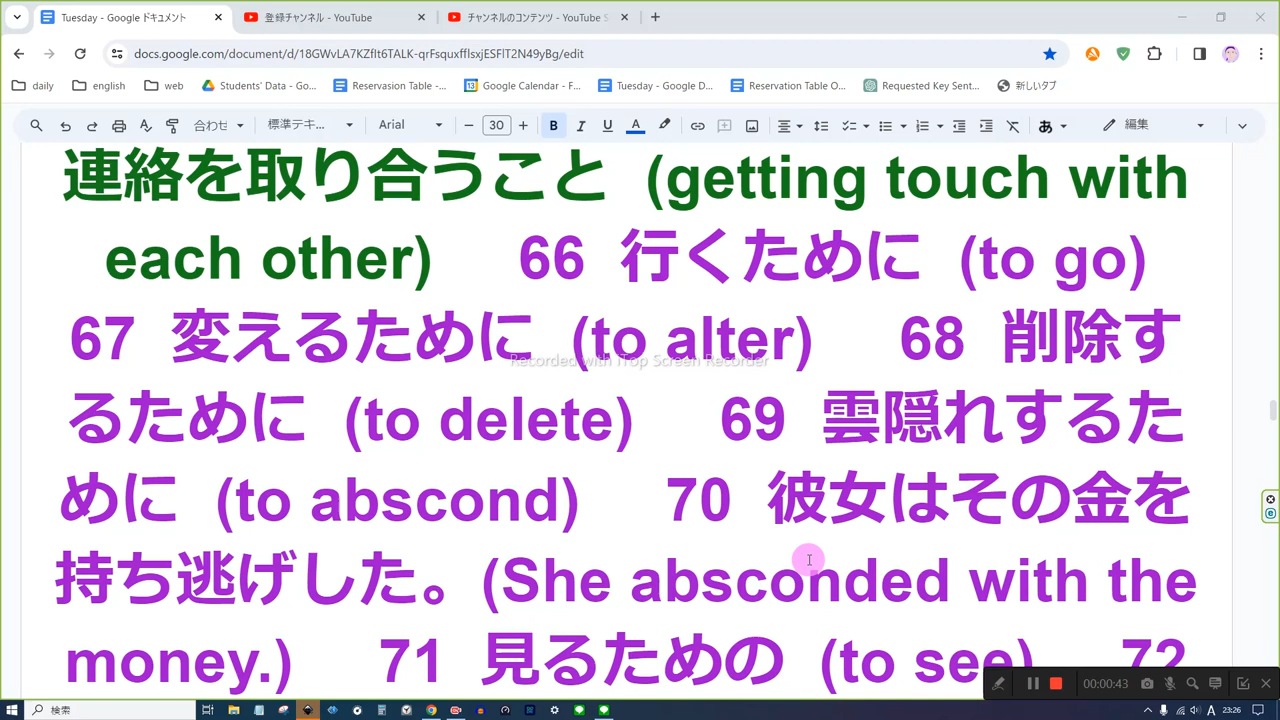 Tuesday - Google ドキュメント
登録チャンネル - YouTube
チャンネルのコンテンツ - YouTube S
docs.google.com/document/d/18GWvLA7KZflt6TALK-qrFsquxfflsxjESFlT2N49yBg/edit
daily
english
web
Students' Data - Go...
Reservasion Table -...
Google Calendar - F...
Tuesday - Google D...
Reservation Table O...
Requested Key Sent...
新しいタブ
合わせ
標準テキ...
Arial
30
編集
連絡を取り合うこと (getting touch with
each other) 66 行くために (to go)
67 変えるために (to alter) 68 削除す
るために (to delete) 69 雲隠れするた
めに (to abscond) 70 彼女はその金を
持ち逃げした。(She absconded with the
money.) 71 見るための (to see) 72
Recorded with iTop Screen Recorder
00:00:43
検索
A
23:26